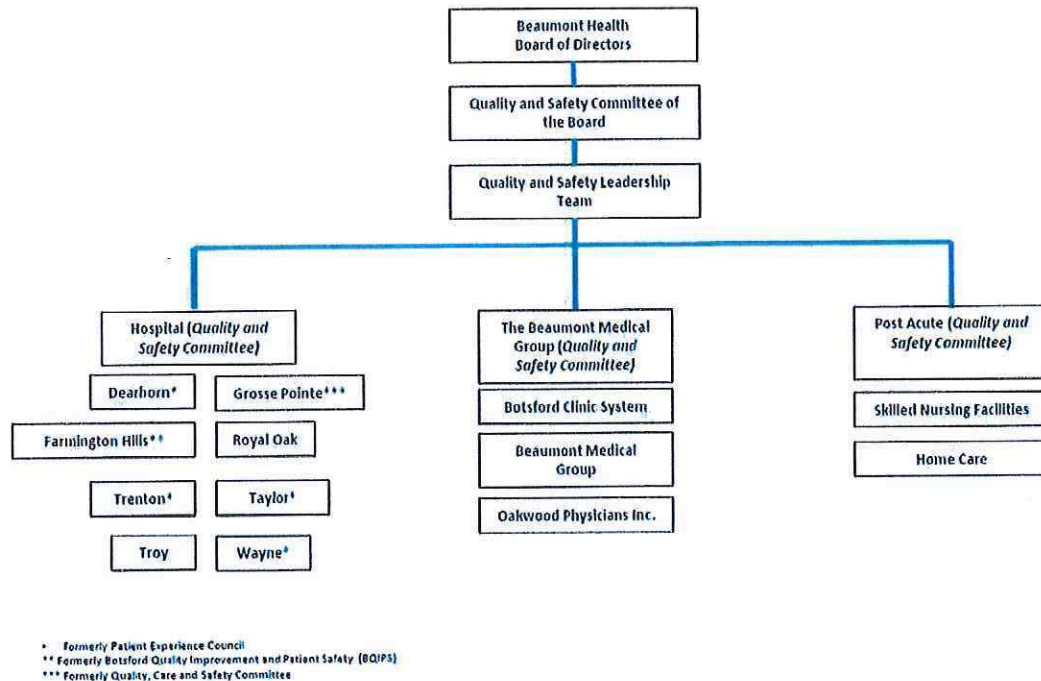 Beaumont Health
Board of Directors
Quality and Safety Committee of
the Board
Quality and Safety Leadership
Team
Hospital (Quality and
Safety Committee)
Dearborn*
Grosse Pointe***
Farmington Hills**
Royal Oak
Trenton*
Taylor*
Troy
Wayne*
The Beaumont Medical
Group (Quality and
Safety Committee)
Botsford Clinic System
Beaumont Medical
Group
Oakwood Physicians Inc.
Post Acute (Quality and
Safety Committee)
Skilled Nursing Facilities
Home Care
* Formerly Patient Experience Council
** Formerly Botsford Quality Improvement and Patient Safety (BQIPS)
*** Formerly Quality, Care and Safety Committee